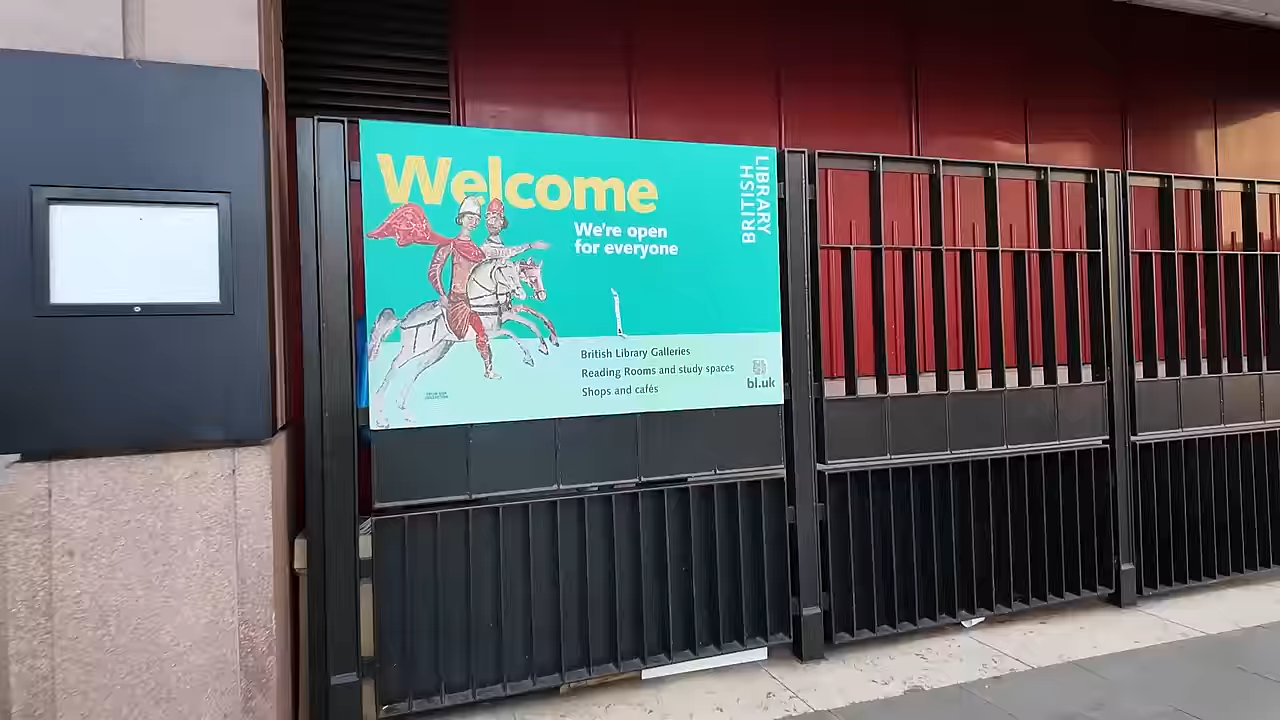 Welcome
We're open
for everyone
BRITISH
LIBRARY
British Library Galleries
Reading Rooms and study spaces
Shops and cafés
bl.uk